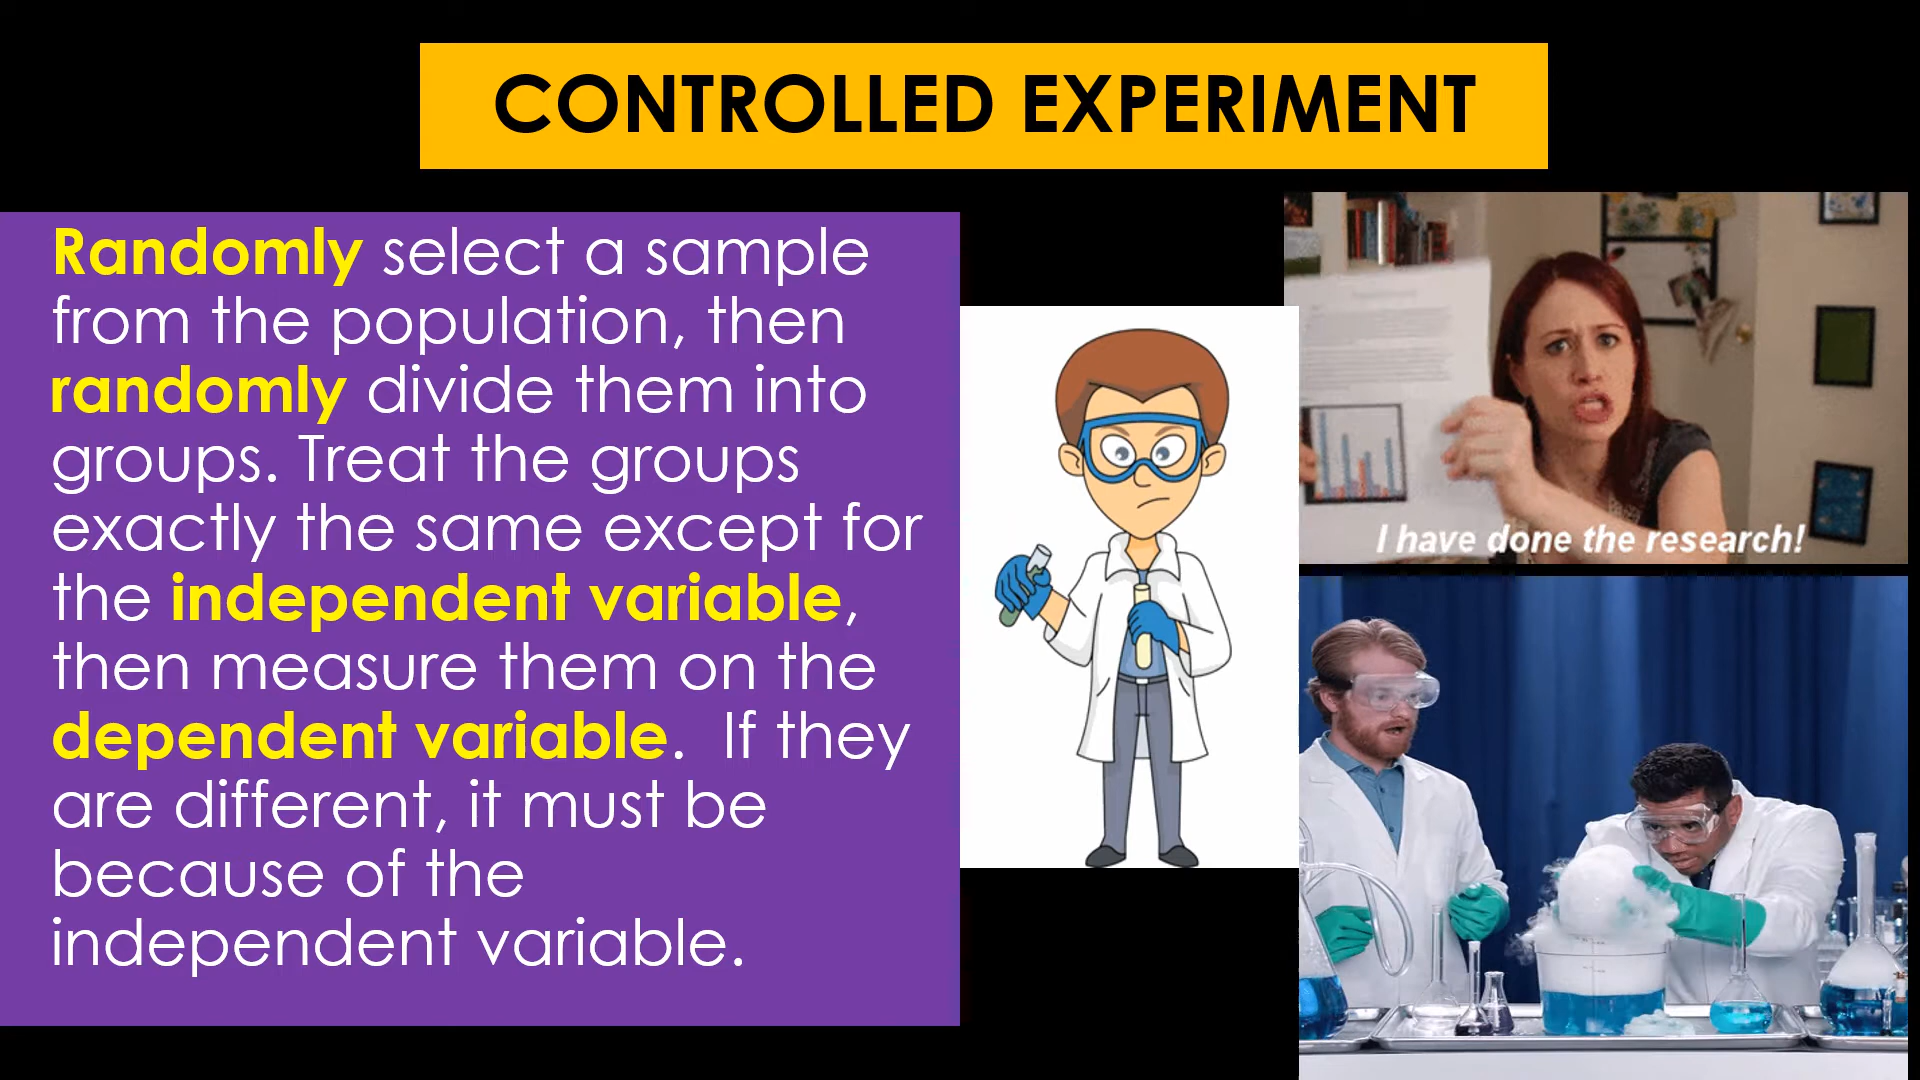 CONTROLLED EXPERIMENT
Randomly select a sample
from the population, then
randomly divide them into
groups. Treat the groups
exactly the same except for
the independent variable,
then measure them on the
dependent variable.  If they
are different, it must be
because of the
independent variable.
I have done the research!